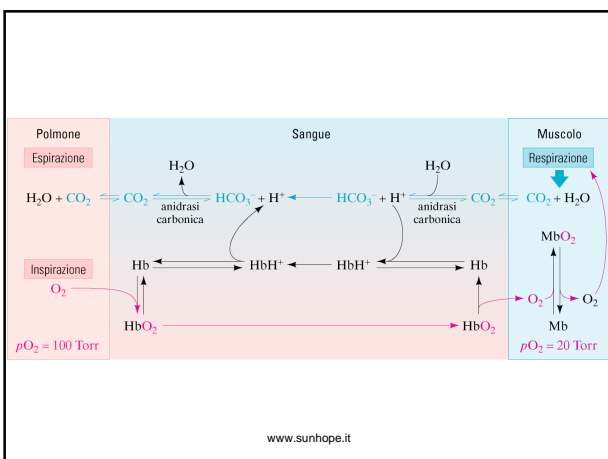 Polmone Sangue Muscolo
Espirazione Respirazione
H₂O H₂O
H₂O + CO₂ ⇌ CO₂ ⇌ HCO₃⁻ + H⁺ ← HCO₃⁻ + H⁺ ⇌ CO₂ ⇌ CO₂ + H₂O
anidrasi anidrasi
carbonica carbonica
MbO₂
Inspirazione
Hb HbH⁺ HbH⁺ Hb
O₂ O₂ O₂
HbO₂ HbO₂ Mb
pO₂ = 100 Torr pO₂ = 20 Torr
www.sunhope.it